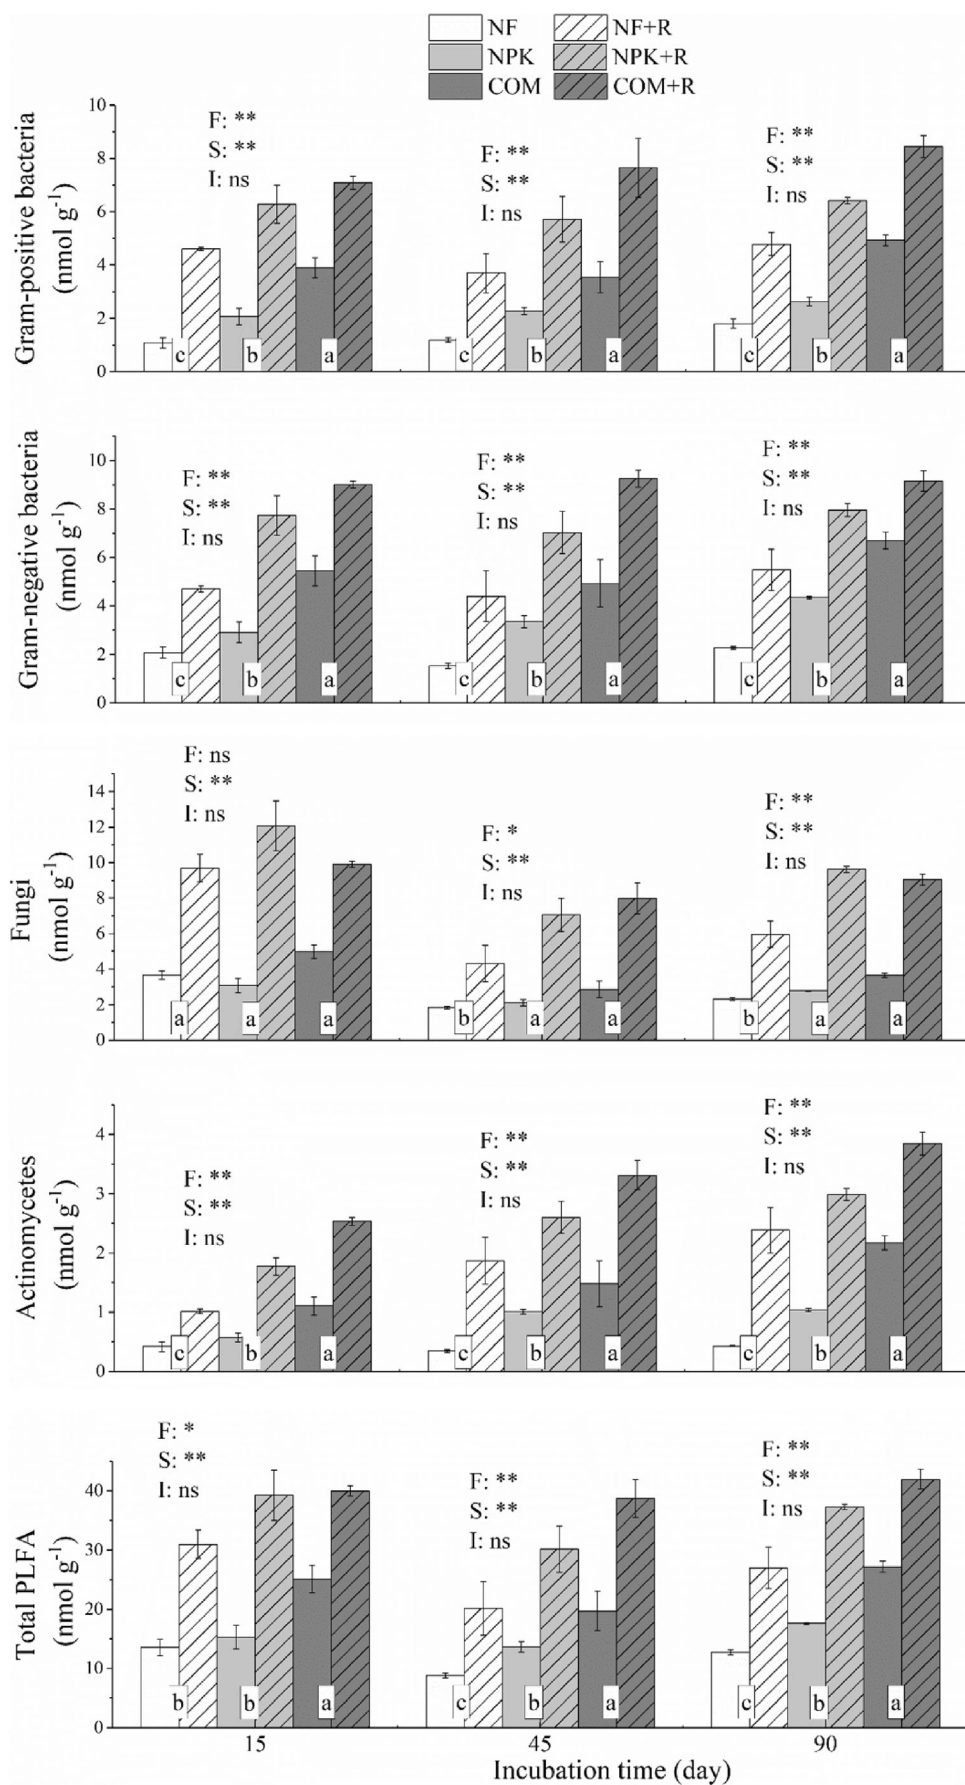 NF NF+R
NPK NPK+R
COM COM+R
Gram-positive bacteria
(nmol g-1)
10
8
6
4
2
0
F: **
S: **
I: ns
F: **
S: **
I: ns
F: **
S: **
I: ns
c b a c b a c b a
Gram-negative bacteria
(nmol g-1)
10
8
6
4
2
0
F: **
S: **
I: ns
F: **
S: **
I: ns
F: **
S: **
I: ns
c b a c b a c b a
Fungi
(nmol g-1)
14
12
10
8
6
4
2
0
F: ns
S: **
I: ns
F: *
S: **
I: ns
F: **
S: **
I: ns
a a a b a a b a a
Actinomycetes
(nmol g-1)
4
3
2
1
0
F: **
S: **
I: ns
F: **
S: **
I: ns
F: **
S: **
I: ns
c b a c b a c b a
Total PLFA
(nmol g-1)
40
30
20
10
0
F: *
S: **
I: ns
F: **
S: **
I: ns
F: **
S: **
I: ns
b b a c b a c b a
15 45 90
Incubation time (day)